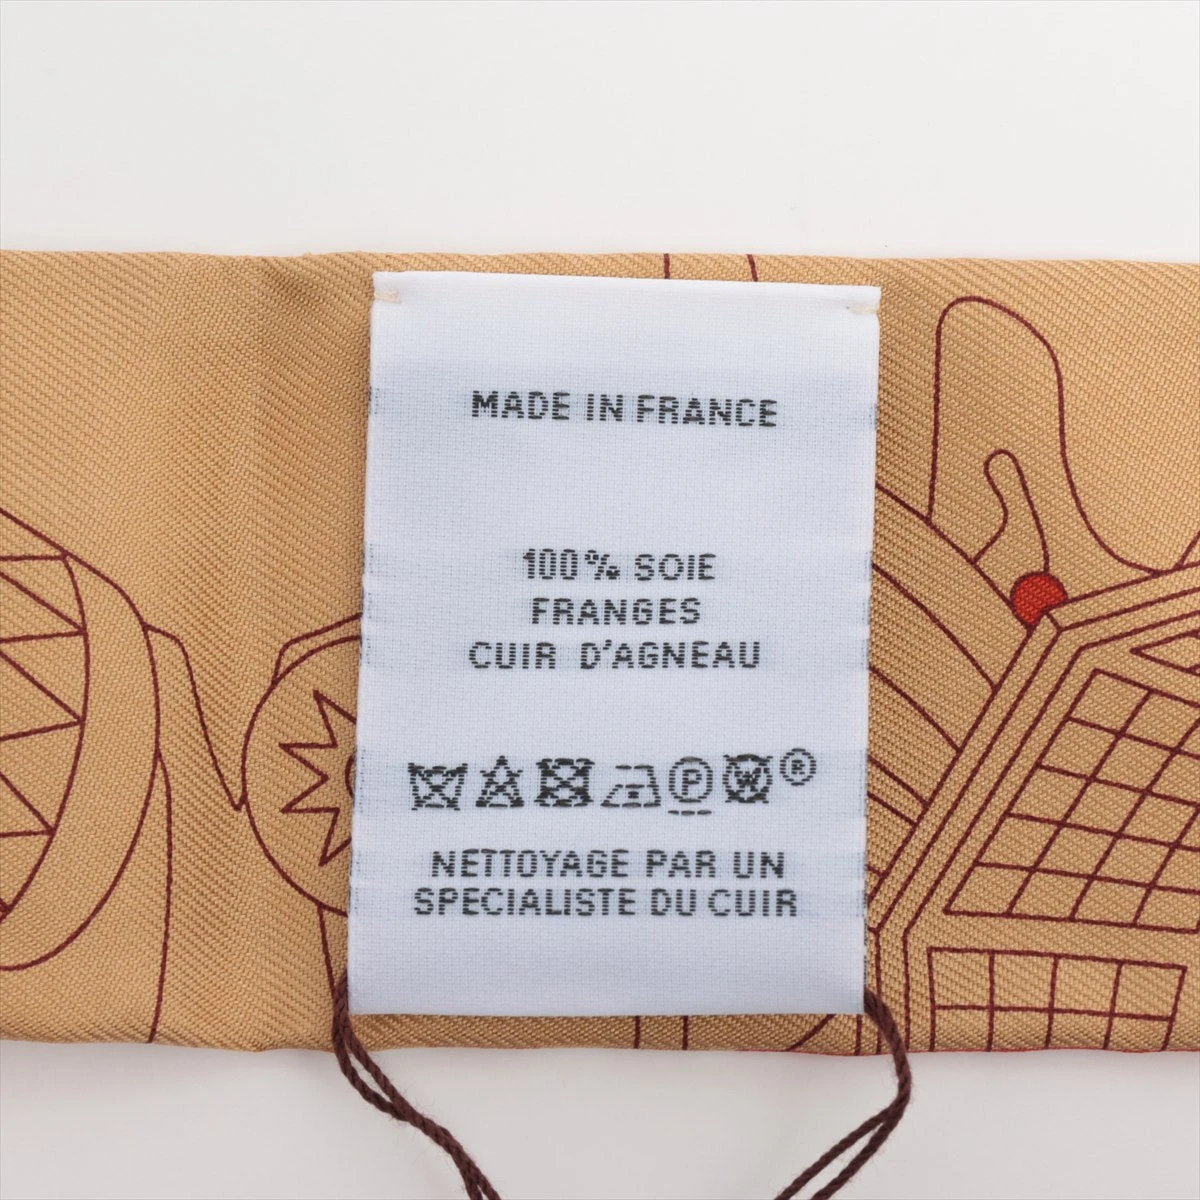 MADE IN FRANCE
100% SOIE
FRANGES
CUIR D'AGNEAU
P W ®
NETTOYAGE PAR UN
SPECIALISTE DU CUIR